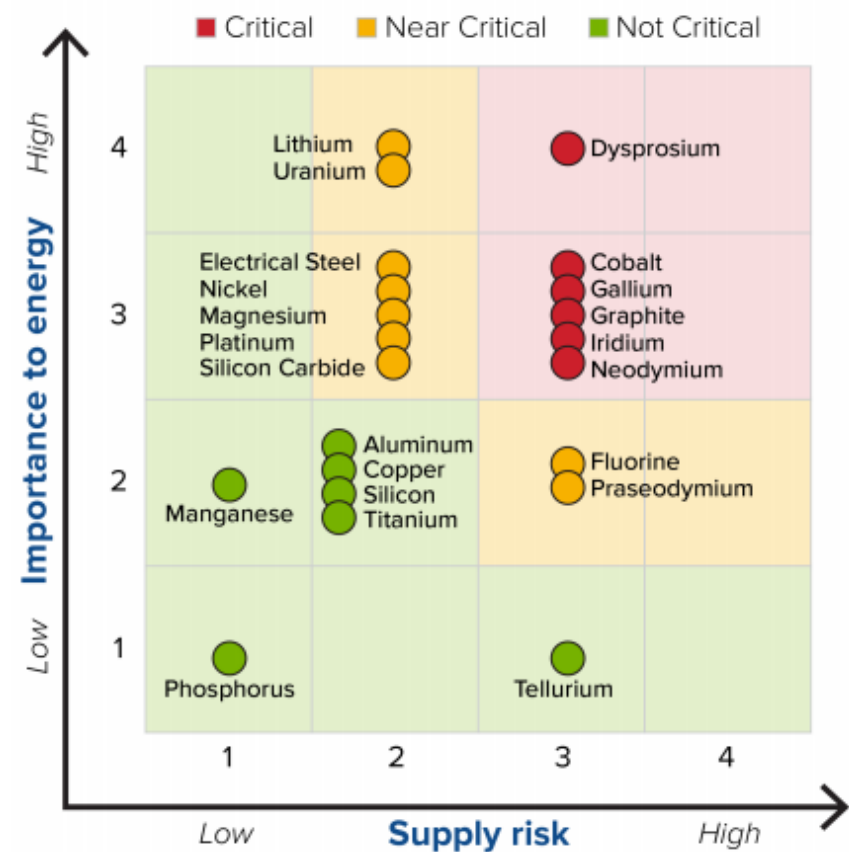 Critical Near Critical Not Critical
High
Importance to energy
Low
4
3
2
1
Lithium
Uranium
Dysprosium
Electrical Steel
Nickel
Magnesium
Platinum
Silicon Carbide
Cobalt
Gallium
Graphite
Iridium
Neodymium
Manganese
Aluminum
Copper
Silicon
Titanium
Fluorine
Praseodymium
Phosphorus
Tellurium
1 2 3 4
Low Supply risk High